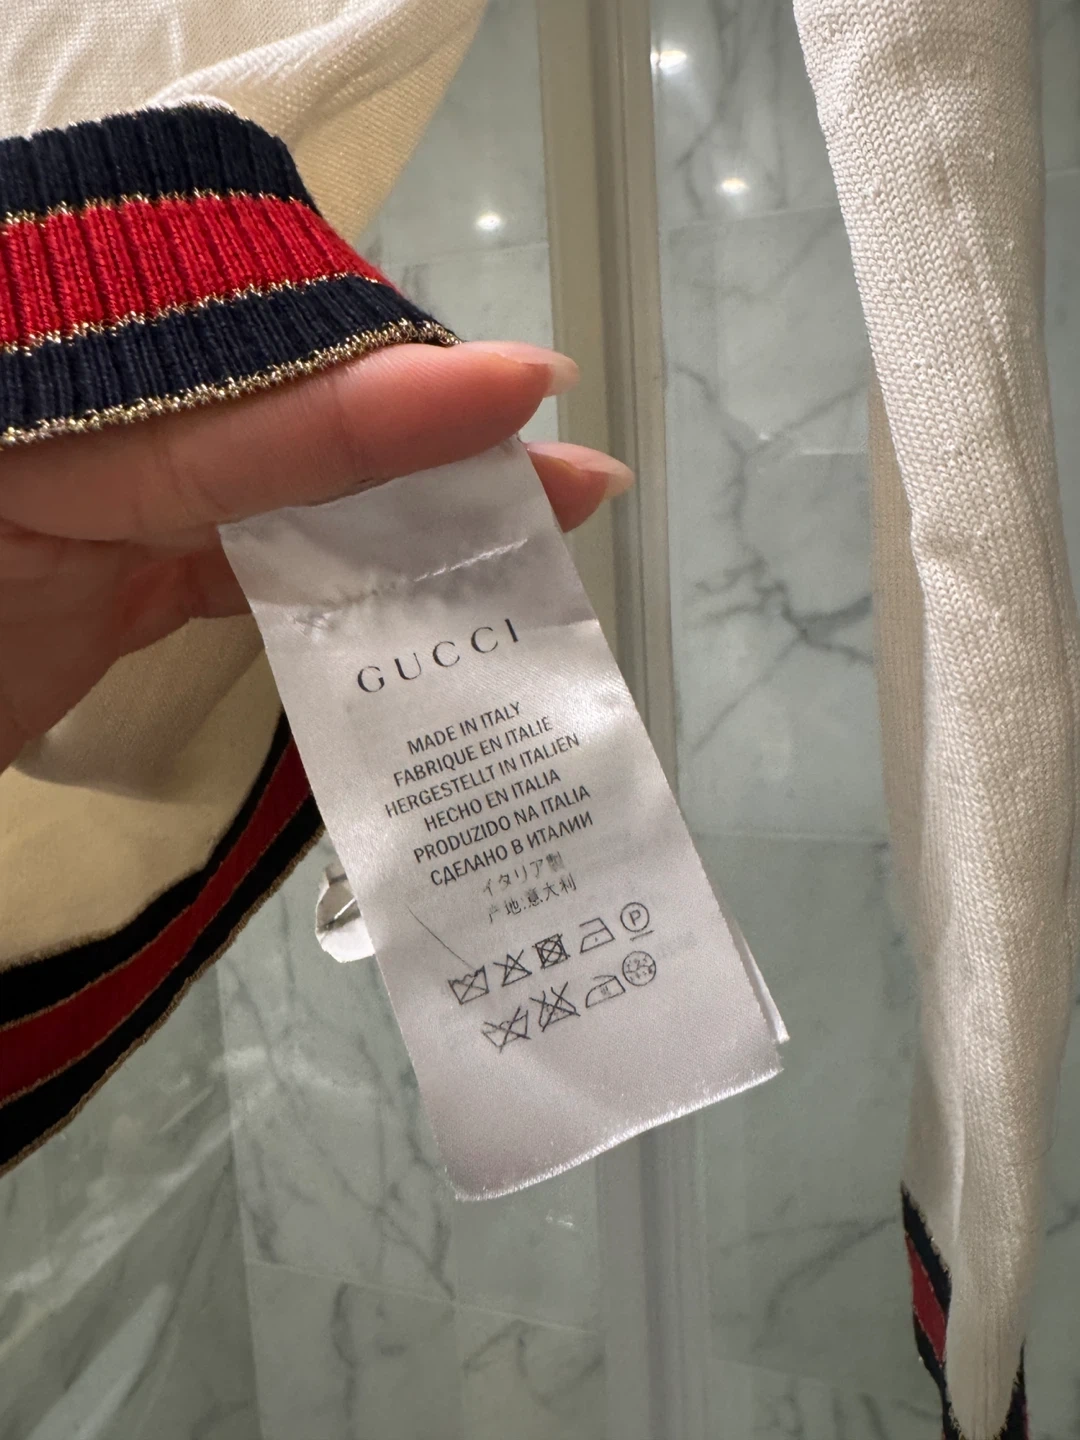 GUCCI
MADE IN ITALY
FABRIQUE EN ITALIE
HERGESTELLT IN ITALIEN
HECHO EN ITALIA
PRODUZIDO NA ITALIA
СДЕЛАНО В ИТАЛИИ
イタリア製
产地:意大利
P